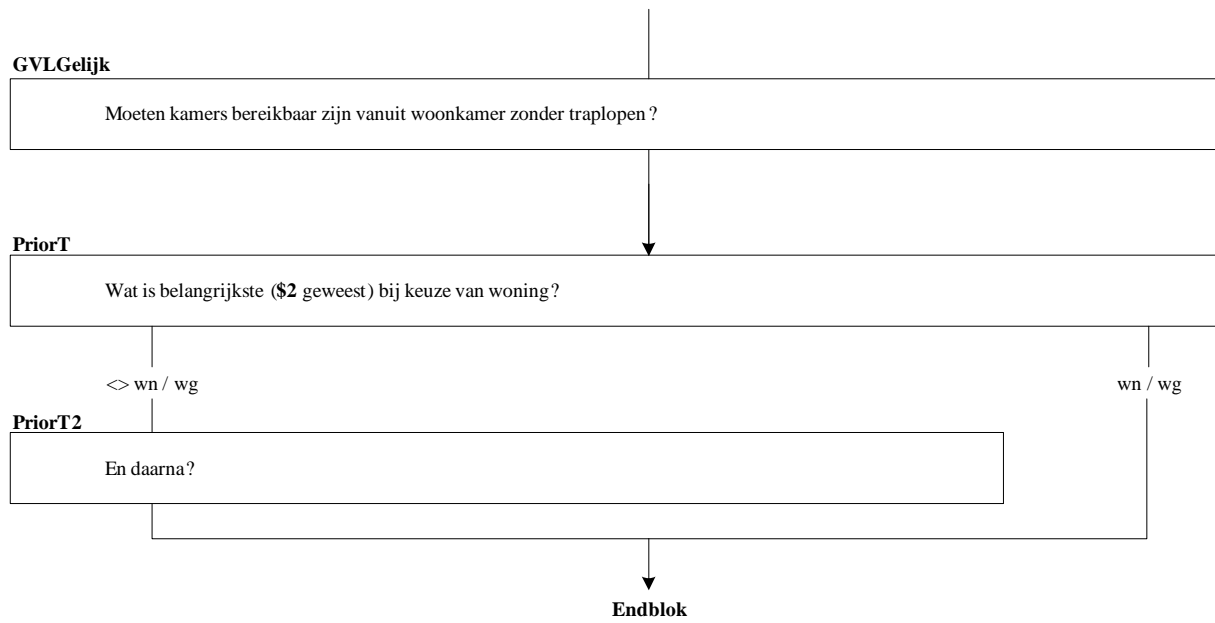 GVLGelijk
Moeten kamers bereikbaar zijn vanuit woonkamer zonder traplopen?
PriorT
Wat is belangrijkste ($2 geweest) bij keuze van woning?
<> wn / wg
wn / wg
PriorT2
En daarna?
Endblok